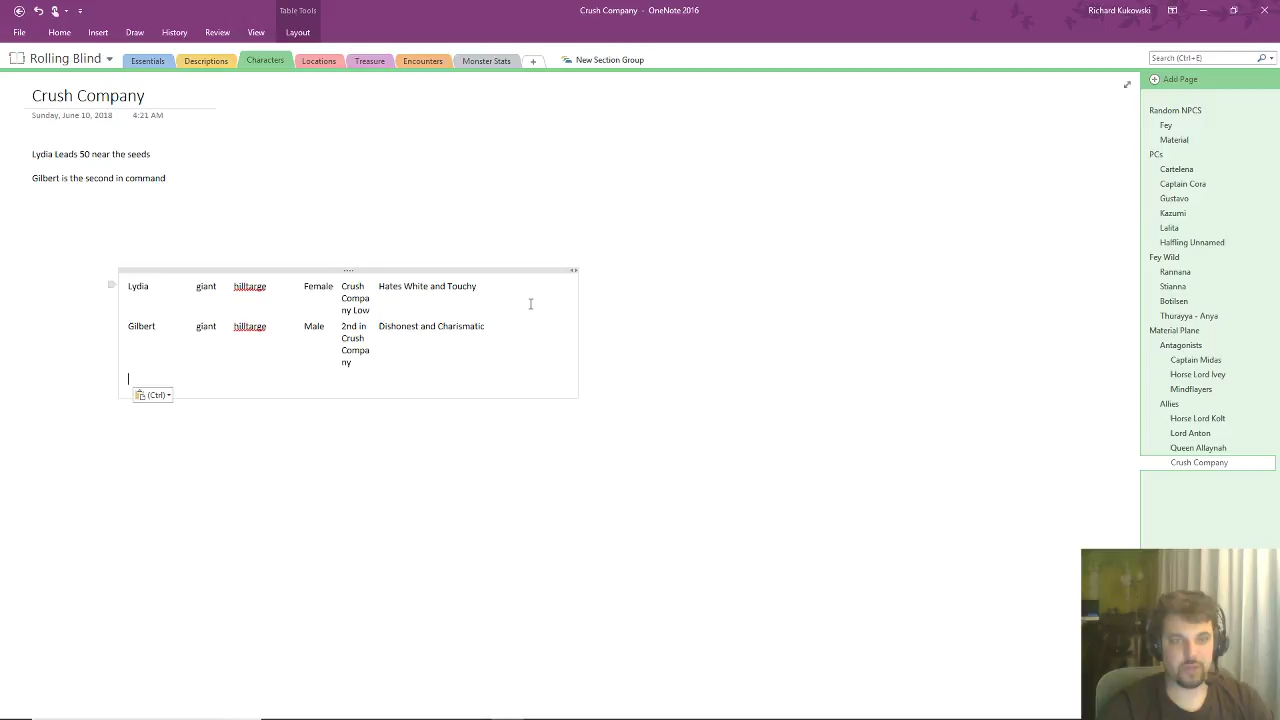 Crush Company - OneNote 2016
Richard Kukowski
Table Tools
File Home Insert Draw History Review View Layout
Rolling Blind
Essentials Descriptions Characters Locations Treasure Encounters Monster Stats
New Section Group
Search (Ctrl+E)
Crush Company
Sunday, June 10, 2018 4:21 AM
Lydia Leads 50 near the seeds
Gilbert is the second in command
Lydia giant hilltarge Female Crush Hates White and Touchy
Compa
ny Low
Gilbert giant hilltarge Male 2nd in Dishonest and Charismatic
Crush
Compa
ny
(Ctrl)
Add Page
Random NPCS
Fey
Material
PCs
Cartelena
Captain Cora
Gustavo
Kazumi
Lalita
Halfling Unnamed
Fey Wild
Rannana
Stianna
Botilsen
Thurayya - Anya
Material Plane
Antagonists
Captain Midas
Horse Lord Ivey
Mindflayers
Allies
Horse Lord Kolt
Lord Anton
Queen Allaynah
Crush Company